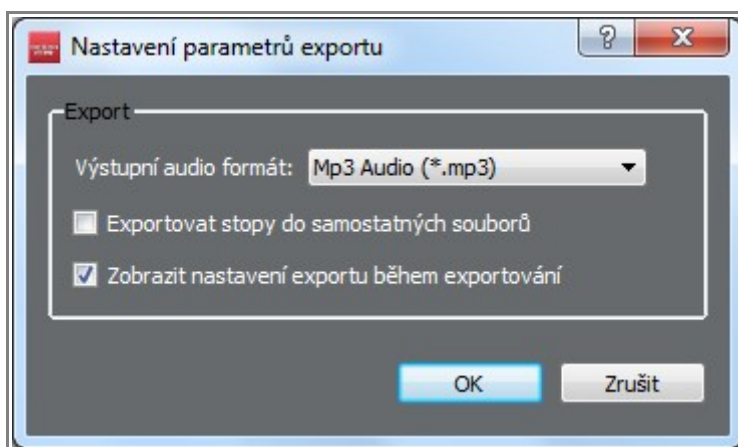 Nastavení parametrů exportu
Export
Výstupní audio formát: Mp3 Audio (*.mp3)
Exportovat stopy do samostatných souborů
Zobrazit nastavení exportu během exportování
OK Zrušit